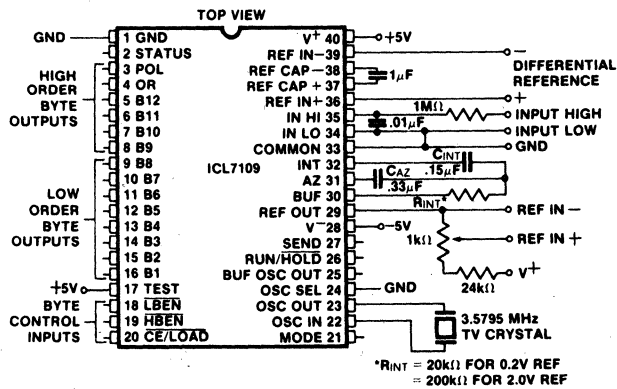 TOP VIEW
GND
1 GND
2 STATUS
3 POL
4 OR
5 B12
6 B11
7 B10
8 B9
9 B8
10 B7
11 B6
12 B5
13 B4
14 B3
15 B2
16 B1
17 TEST
18 LBEN
19 HBEN
20 CE/LOAD
HIGH
ORDER
BYTE
OUTPUTS
LOW
ORDER
BYTE
OUTPUTS
+5V
BYTE
CONTROL
INPUTS
ICL7109
V+ 40
REF IN- 39
REF CAP- 38
REF CAP+ 37
REF IN+ 36
IN HI 35
IN LO 34
COMMON 33
INT 32
AZ 31
BUF 30
REF OUT 29
V- 28
SEND 27
RUN/HOLD 26
BUF OSC OUT 25
OSC SEL 24
OSC OUT 23
OSC IN 22
MODE 21
+5V
−
DIFFERENTIAL
REFERENCE
+
1μF
1MΩ
.01μF
INPUT HIGH
INPUT LOW
GND
CINT
.15μF
CAZ
.33μF
RINT*
REF IN −
1kΩ
REF IN +
−5V
24kΩ
V+
GND
3.5795 MHz
TV CRYSTAL
*RINT = 20kΩ FOR 0.2V REF
= 200kΩ FOR 2.0V REF